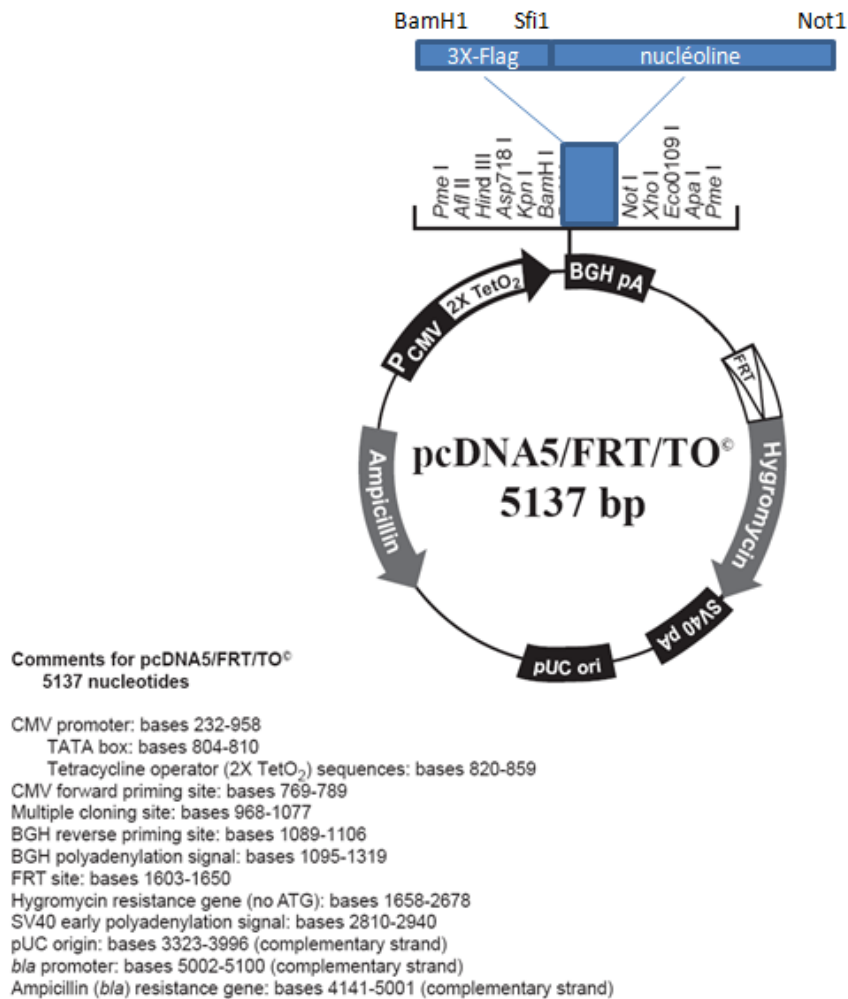 BamH1 Sfi1 Not1
3X-Flag nucléoline
Pme I
Afl II
Hind III
Asp718 I
Kpn I
BamH I
Not I
Xho I
Eco0109 I
Apa I
Pme I
P CMV
2X TetO2
BGH pA
FRT
Hygromycin
SV40 pA
pUC ori
Ampicillin
pcDNA5/FRT/TO©
5137 bp
Comments for pcDNA5/FRT/TO©
5137 nucleotides
CMV promoter: bases 232-958
TATA box: bases 804-810
Tetracycline operator (2X TetO2) sequences: bases 820-859
CMV forward priming site: bases 769-789
Multiple cloning site: bases 968-1077
BGH reverse priming site: bases 1089-1106
BGH polyadenylation signal: bases 1095-1319
FRT site: bases 1603-1650
Hygromycin resistance gene (no ATG): bases 1658-2678
SV40 early polyadenylation signal: bases 2810-2940
pUC origin: bases 3323-3996 (complementary strand)
bla promoter: bases 5002-5100 (complementary strand)
Ampicillin (bla) resistance gene: bases 4141-5001 (complementary strand)